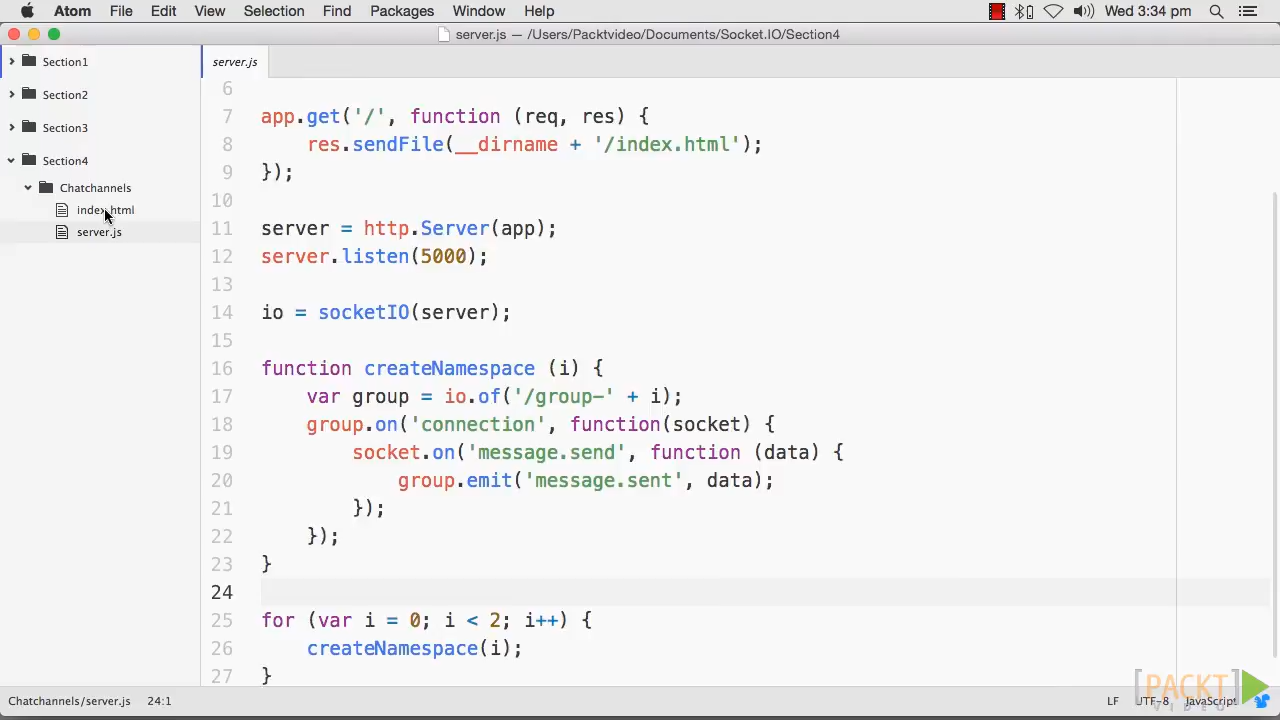 Atom File Edit View Selection Find Packages Window Help Wed 3:34 pm
server.js — /Users/Packtvideo/Documents/Socket.IO/Section4
Section1
Section2
Section3
Section4
Chatchannels
index.html
server.js
server.js
6
7 app.get('/', function (req, res) {
8 res.sendFile(__dirname + '/index.html');
9 });
10
11 server = http.Server(app);
12 server.listen(5000);
13
14 io = socketIO(server);
15
16 function createNamespace (i) {
17 var group = io.of('/group-' + i);
18 group.on('connection', function(socket) {
19 socket.on('message.send', function (data) {
20 group.emit('message.sent', data);
21 });
22 });
23 }
24
25 for (var i = 0; i < 2; i++) {
26 createNamespace(i);
27 }
Chatchannels/server.js 24:1 LF UTF-8 JavaScript
[PACKT]
VIDEO